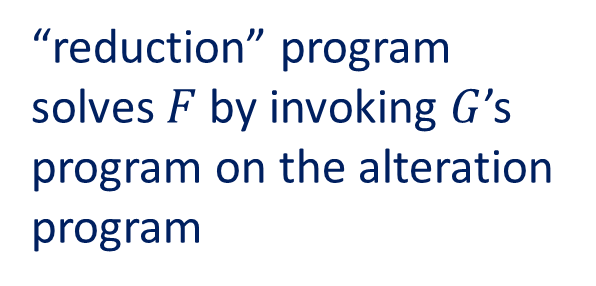 “reduction” program
solves F by invoking G’s
program on the alteration
program